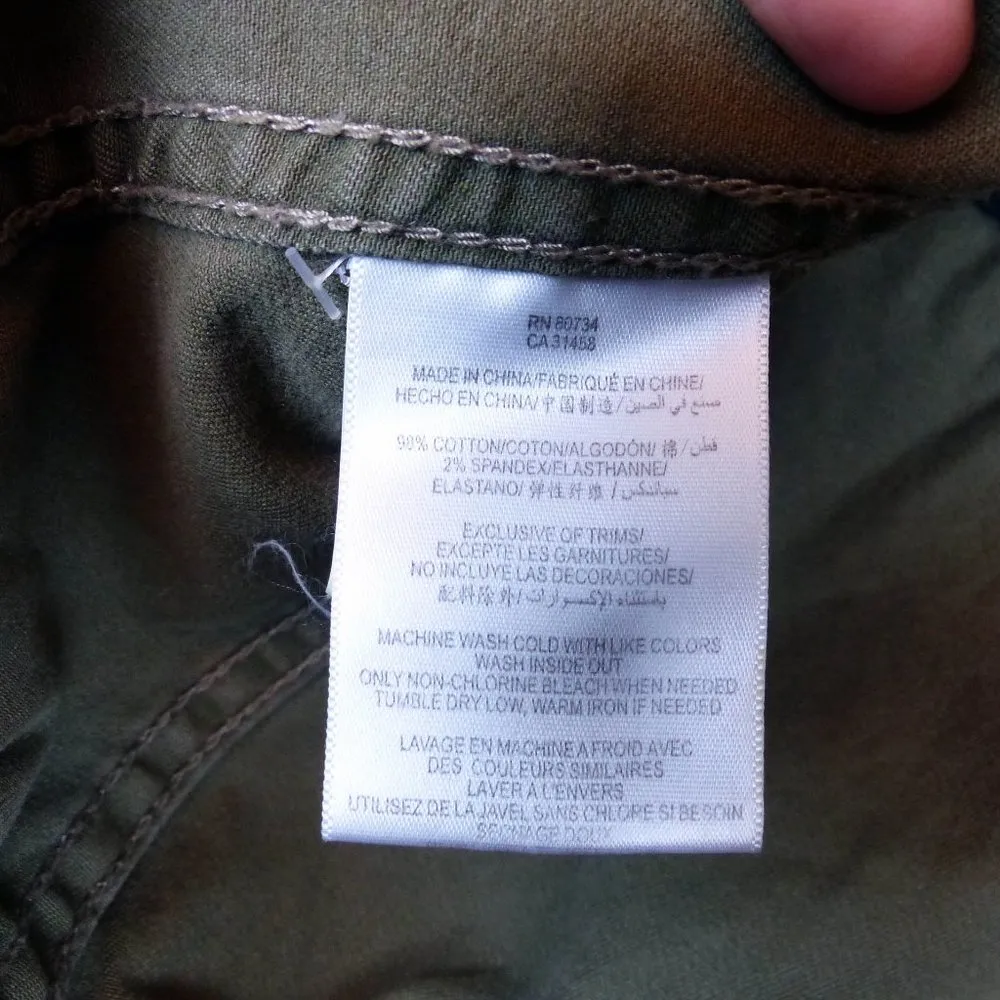 RN 80734
CA 31458
MADE IN CHINA/FABRIQUÉ EN CHINE/
HECHO EN CHINA/中国制造/صنع في الصين
98% COTTON/COTON/ALGODÓN/ 棉/قطن
2% SPANDEX/ELASTHANNE/
ELASTANO/ 弹性纤维 / سباندكس
EXCLUSIVE OF TRIMS/
EXCEPTE LES GARNITURES/
NO INCLUYE LAS DECORACIONES/
配料除外/باستثناء الإكسسوارات
MACHINE WASH COLD WITH LIKE COLORS
WASH INSIDE OUT
ONLY NON-CHLORINE BLEACH WHEN NEEDED
TUMBLE DRY LOW, WARM IRON IF NEEDED
LAVAGE EN MACHINE A FROID AVEC
DES COULEURS SIMILAIRES
LAVER À L'ENVERS
UTILISEZ DE LA JAVEL SANS CHLORE SI BESOIN
SECHAGE DOUX